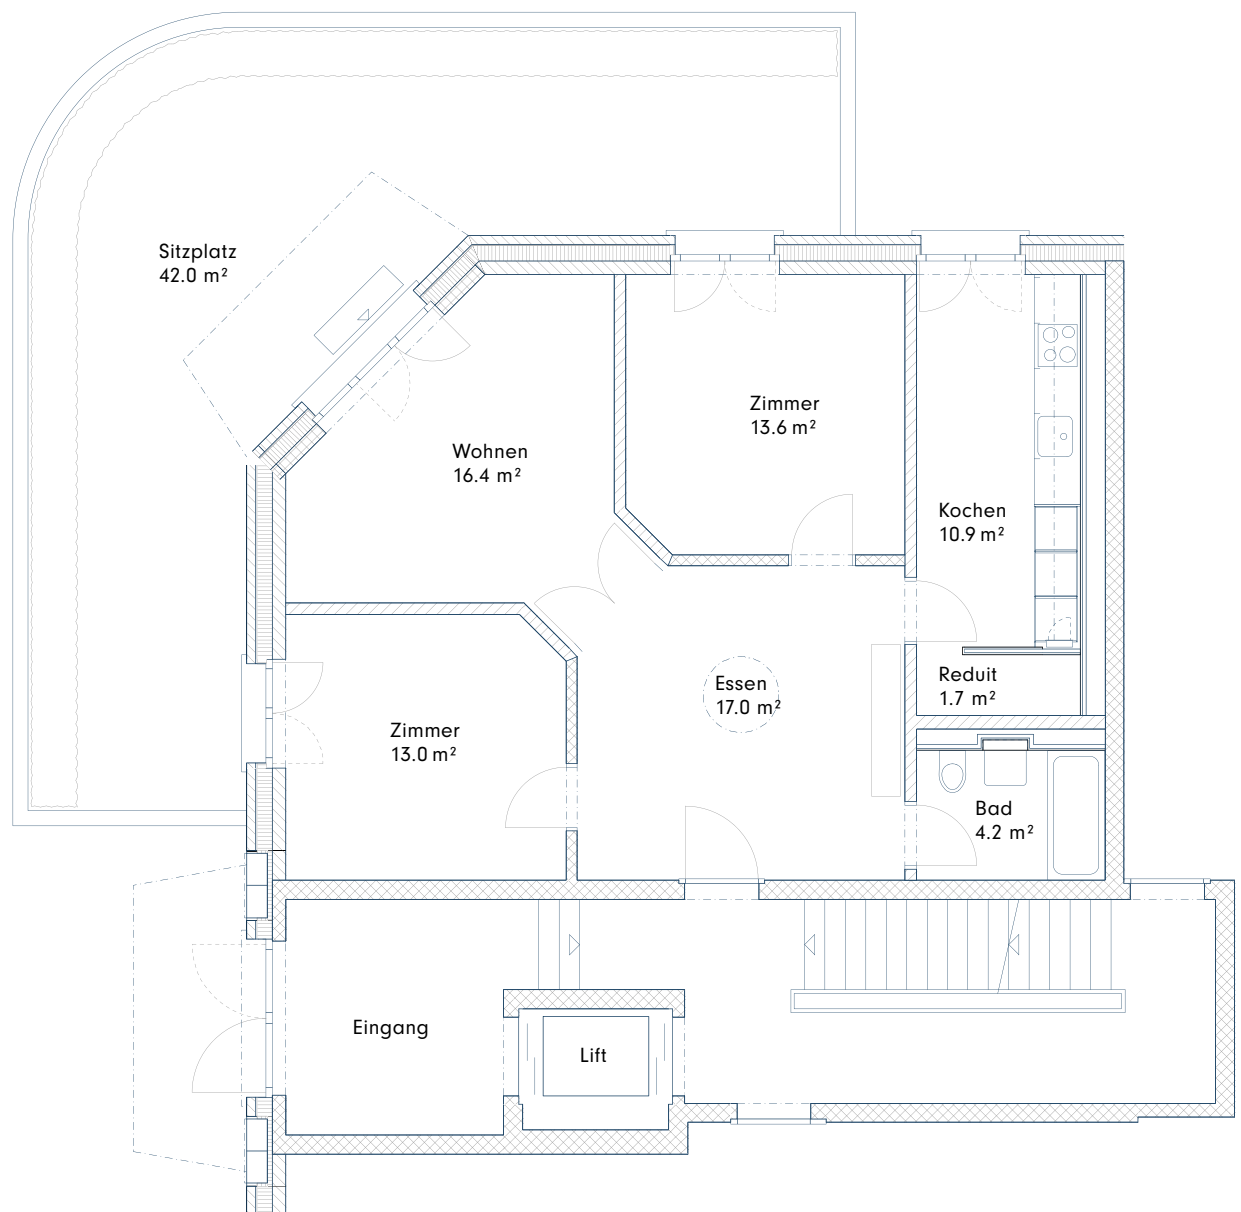 Sitzplatz
42.0 m²
Zimmer
13.6 m²
Wohnen
16.4 m²
Kochen
10.9 m²
Reduit
1.7 m²
Essen
17.0 m²
Zimmer
13.0 m²
Bad
4.2 m²
Eingang
Lift